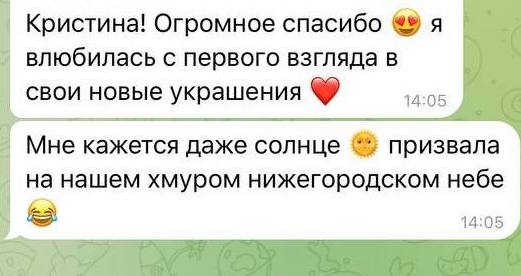 Кристина! Огромное спасибо 😍 я
влюбилась с первого взгляда в
свои новые украшения ❤️
14:05
Мне кажется даже солнце 🌞 призвала
на нашем хмуром нижегородском небе
😂
14:05